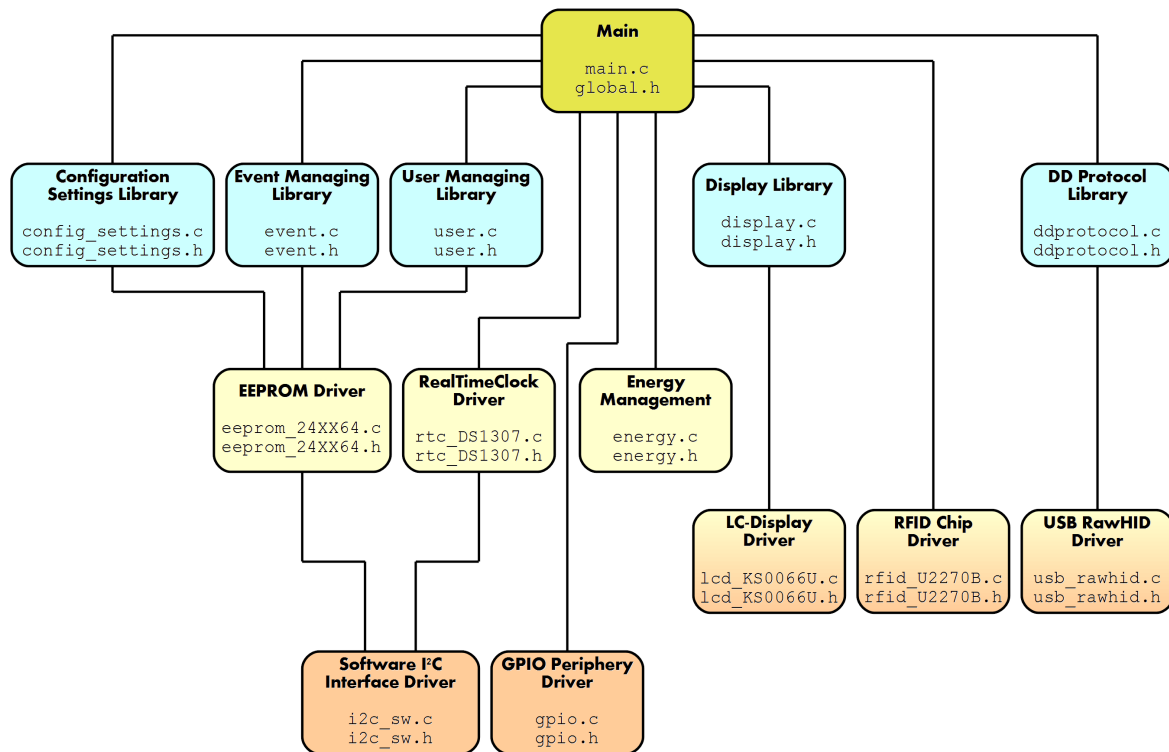 Main
main.c
global.h
Configuration
Settings Library
config_settings.c
config_settings.h
Event Managing
Library
event.c
event.h
User Managing
Library
user.c
user.h
Display Library
display.c
display.h
DD Protocol
Library
ddprotocol.c
ddprotocol.h
EEPROM Driver
eeprom_24XX64.c
eeprom_24XX64.h
RealTimeClock
Driver
rtc_DS1307.c
rtc_DS1307.h
Energy
Management
energy.c
energy.h
LC-Display
Driver
lcd_KS0066U.c
lcd_KS0066U.h
RFID Chip
Driver
rfid_U2270B.c
rfid_U2270B.h
USB RawHID
Driver
usb_rawhid.c
usb_rawhid.h
Software I²C
Interface Driver
i2c_sw.c
i2c_sw.h
GPIO Periphery
Driver
gpio.c
gpio.h